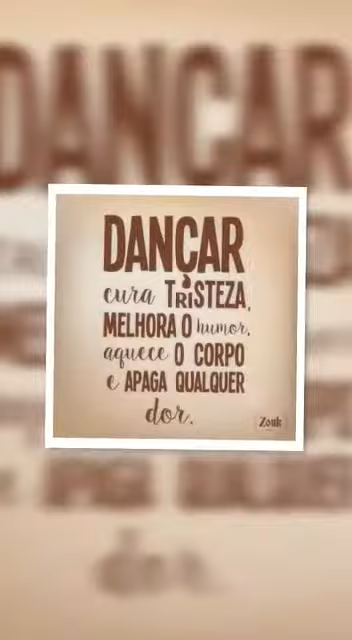 DANÇAR
cura TRiSTEZA,
MELHORA O humor,
aquece O CORPO
e APAGA QUALQUER
dor.
Zouk